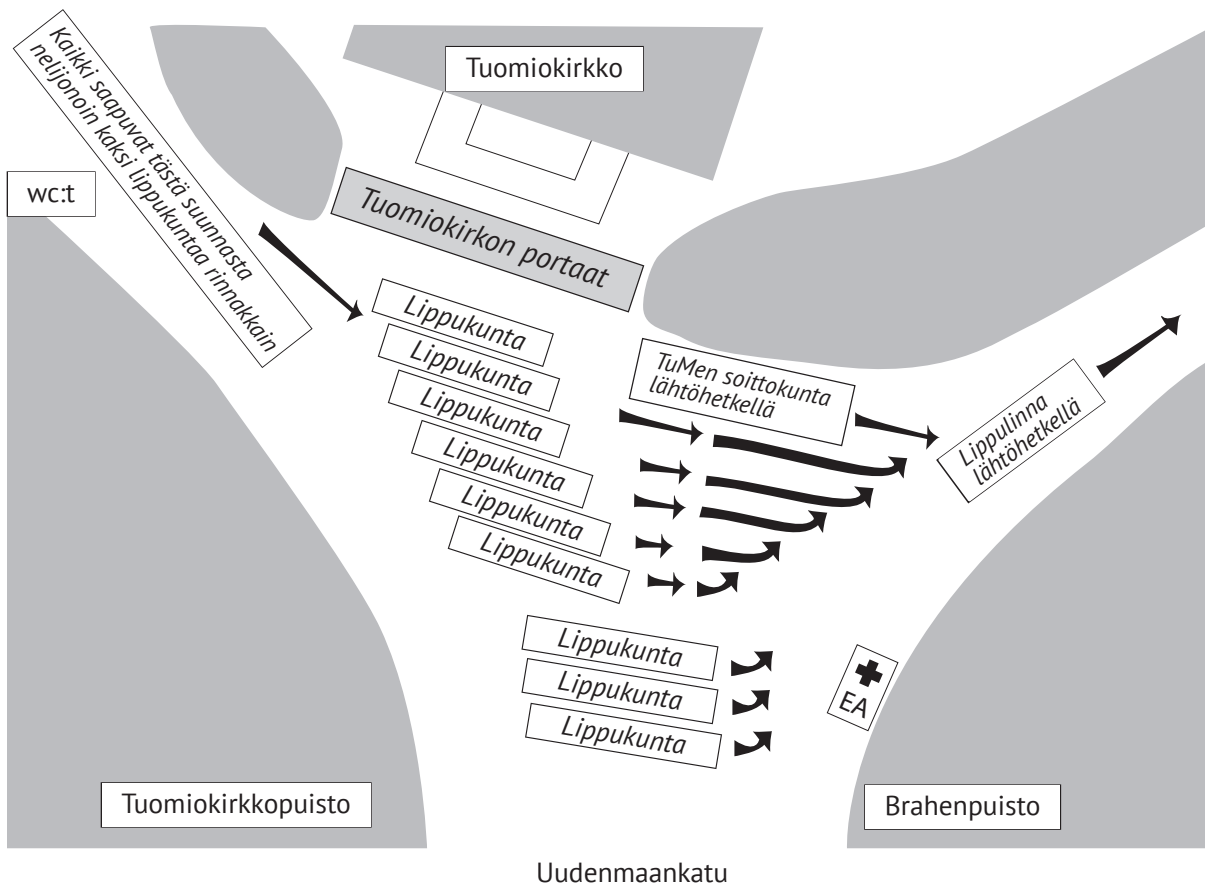 Kaikki saapuvat tästä suunnasta
nelijonoin kaksi lippukuntaa rinnakkain
Tuomiokirkko
wc:t
Tuomiokirkon portaat
Lippukunta
Lippukunta
Lippukunta
Lippukunta
Lippukunta
Lippukunta
TuMen soittokunta
lähtöhetkellä
Lippulinna
lähtöhetkellä
Lippukunta
Lippukunta
Lippukunta
EA
Tuomiokirkkopuisto
Brahenpuisto
Uudenmaankatu